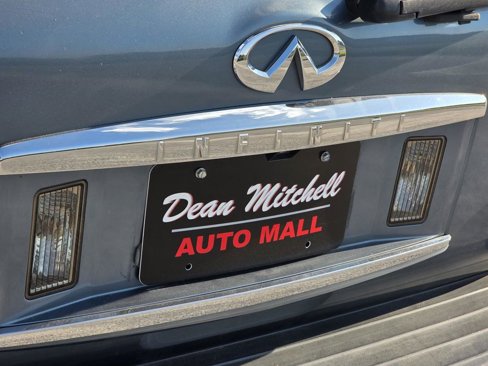 INFINITI
Dean Mitchell
AUTO MALL